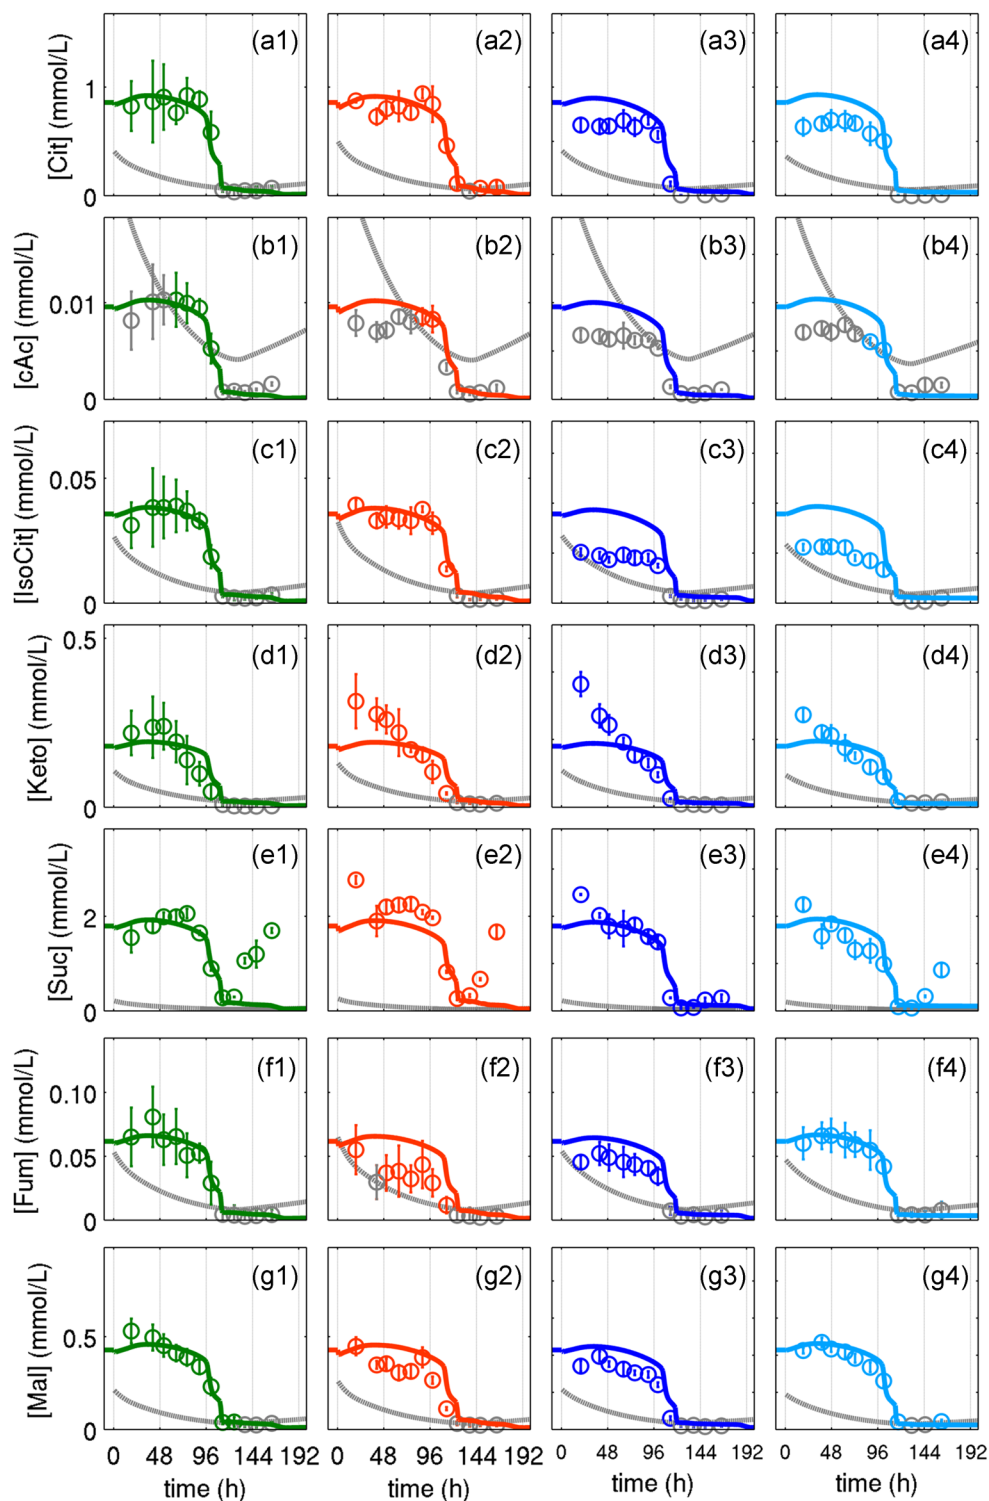 (a1) (a2) (a3) (a4)
[Cit] (mmol/L)
1
0
(b1) (b2) (b3) (b4)
[cAc] (mmol/L)
0.01
0
(c1) (c2) (c3) (c4)
[IsoCit] (mmol/L)
0.05
0
(d1) (d2) (d3) (d4)
[Keto] (mmol/L)
0.5
0
(e1) (e2) (e3) (e4)
[Suc] (mmol/L)
2
0
(f1) (f2) (f3) (f4)
[Fum] (mmol/L)
0.10
0.05
0
(g1) (g2) (g3) (g4)
[Mal] (mmol/L)
0.5
0
0 48 96 144 192 0 48 96 144 192 0 48 96 144 192 0 48 96 144 192
time (h) time (h) time (h) time (h)